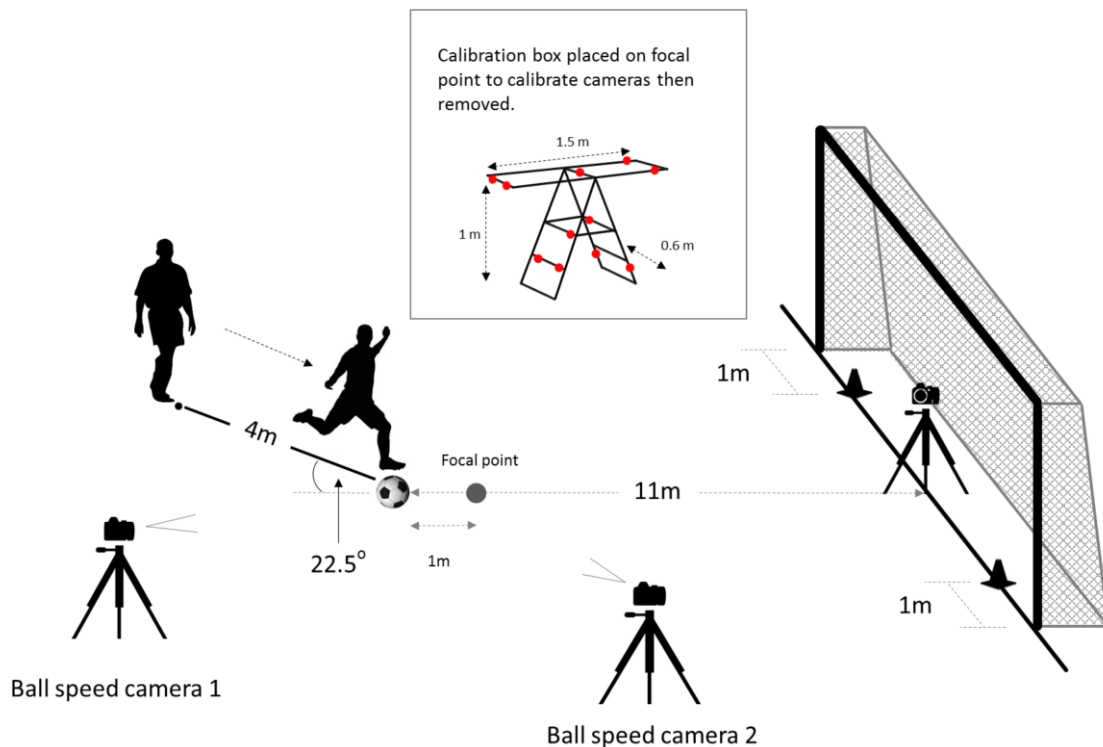 Calibration box placed on focal
point to calibrate cameras then
removed.
1.5 m
1 m
0.6 m
1m
4m
Focal point
11m
22.5°
1m
1m
Ball speed camera 1
Ball speed camera 2